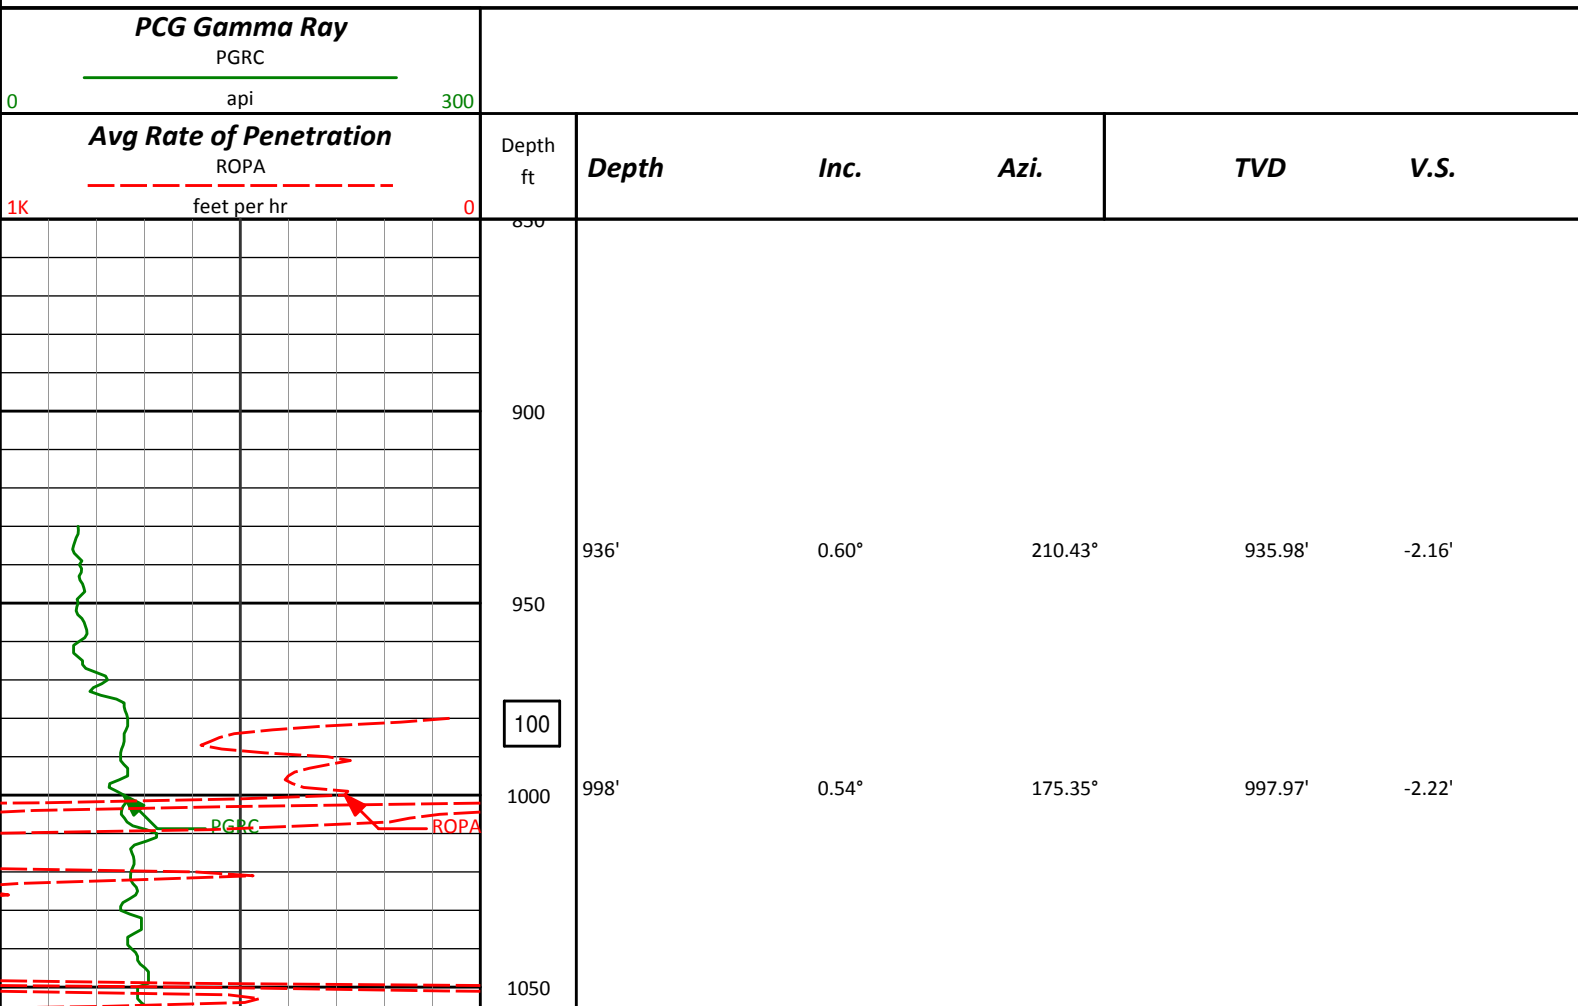 PCG Gamma Ray
PGRC
api
0 300
Avg Rate of Penetration
ROPA
feet per hr
1K 0
Depth
ft
Depth Inc. Azi. TVD V.S.
850
900
936' 0.60° 210.43° 935.98' -2.16'
950
100
998' 0.54° 175.35° 997.97' -2.22'
1000
PGRC ROPA
1050